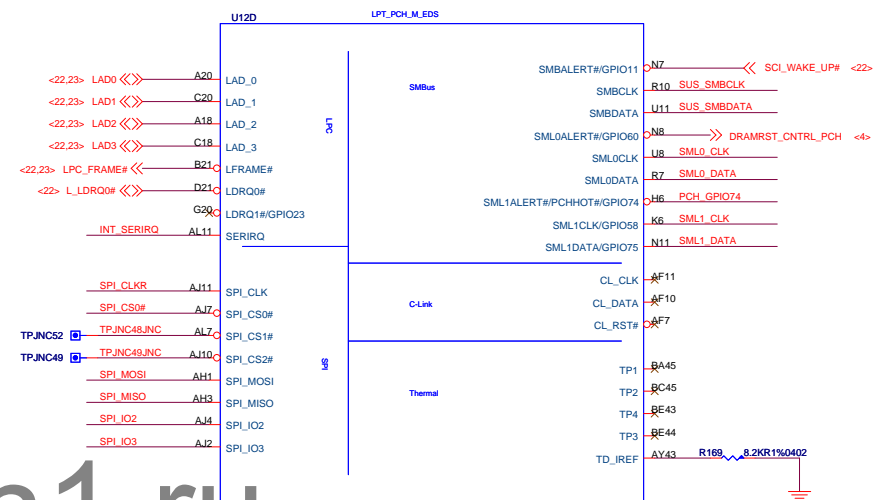 U12D
LPT_PCH_M_EDS
<22,23> LAD0 A20 LAD_0
<22,23> LAD1 C20 LAD_1
<22,23> LAD2 A18 LAD_2
<22,23> LAD3 C18 LAD_3
<22,23> LPC_FRAME# B21 LFRAME#
<22> L_LDRQ0# D21 LDRQ0#
G20 LDRQ1#/GPIO23
INT_SERIRQ AL11 SERIRQ
LPC
SPI_CLKR AJ11 SPI_CLK
SPI_CS0# AJ7 SPI_CS0#
TPJNC52 TPJNC48JNC AL7 SPI_CS1#
TPJNC49 TPJNC49JNC AJ10 SPI_CS2#
SPI_MOSI AH1 SPI_MOSI
SPI_MISO AH3 SPI_MISO
SPI_IO2 AJ4 SPI_IO2
SPI_IO3 AJ2 SPI_IO3
SPI
SMBus
SMBALERT#/GPIO11 N7 SCI_WAKE_UP# <22>
SMBCLK R10 SUS_SMBCLK
SMBDATA U11 SUS_SMBDATA
SML0ALERT#/GPIO60 N8 DRAMRST_CNTRL_PCH <4>
SML0CLK U8 SML0_CLK
SML0DATA R7 SML0_DATA
SML1ALERT#/PCHHOT#/GPIO74 H6 PCH_GPIO74
SML1CLK/GPIO58 K6 SML1_CLK
SML1DATA/GPIO75 N11 SML1_DATA
C-Link
CL_CLK AF11
CL_DATA AF10
CL_RST# AF7
Thermal
TP1 BA45
TP2 BC45
TP4 BE43
TP3 BE44
TD_IREF AY43 R169 8.2KR1%0402